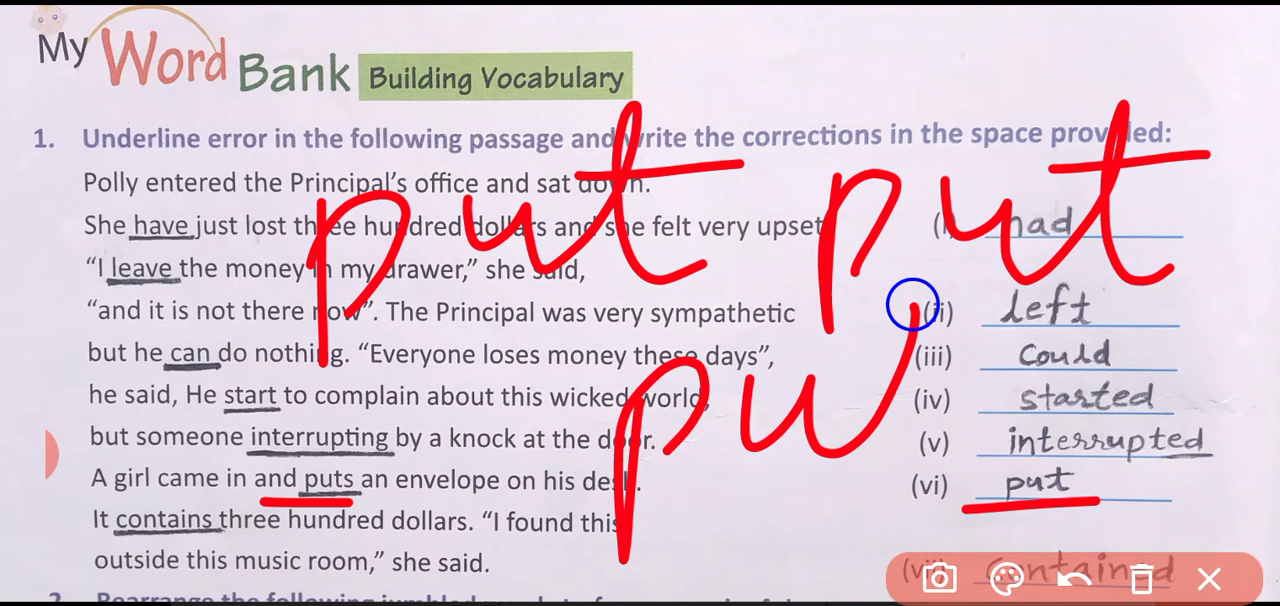 My Word Bank Building Vocabulary
1. Underline error in the following passage and write the corrections in the space provided:
Polly entered the Principal's office and sat down.
She have just lost three hundred dollars and she felt very upset (i) had
"I leave the money in my drawer," she said,
"and it is not there now". The Principal was very sympathetic (ii) left
but he can do nothing. "Everyone loses money these days", (iii) could
he said, He start to complain about this wicked world, (iv) started
but someone interrupting by a knock at the door. (v) interrupted
A girl came in and puts an envelope on his desk. (vi) put
It contains three hundred dollars. "I found this
outside this music room," she said. (vii) contained
2. Rearrange the following jumbled
put put
pu